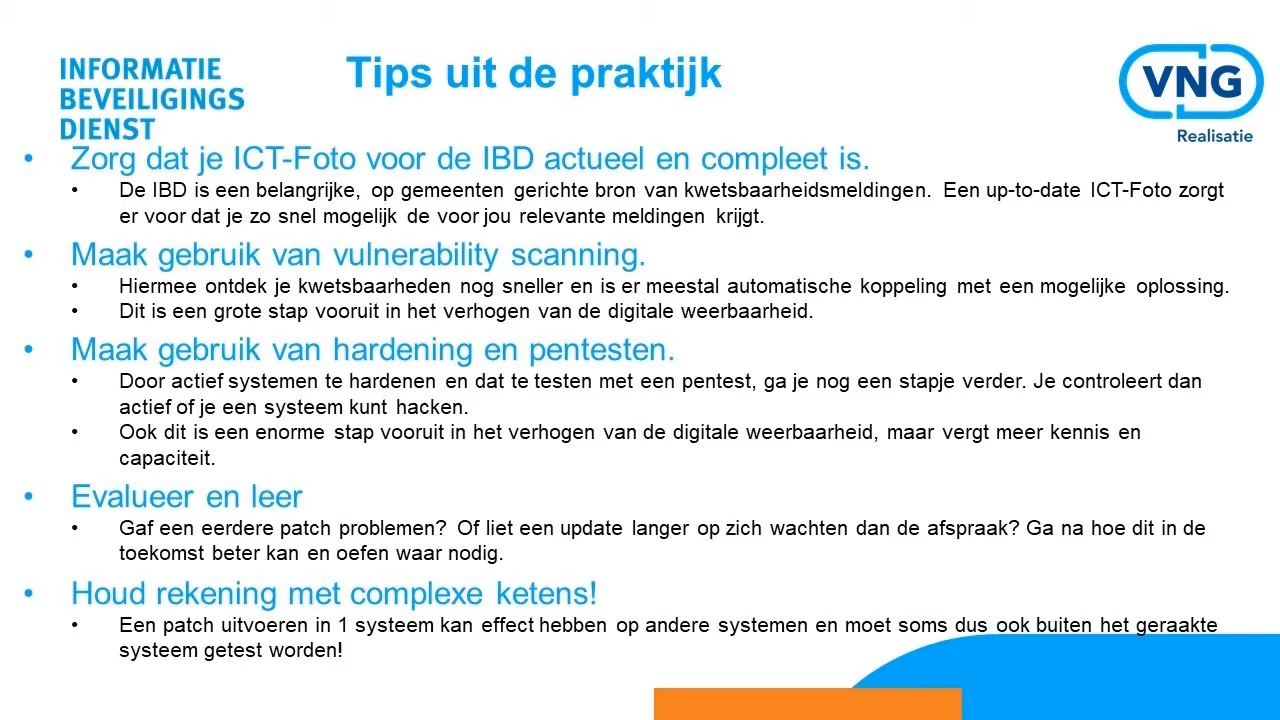 INFORMATIE
BEVEILIGINGS
DIENST
Tips uit de praktijk
VNG
Realisatie
• Zorg dat je ICT-Foto voor de IBD actueel en compleet is.
• De IBD is een belangrijke, op gemeenten gerichte bron van kwetsbaarheidsmeldingen. Een up-to-date ICT-Foto zorgt
er voor dat je zo snel mogelijk de voor jou relevante meldingen krijgt.
• Maak gebruik van vulnerability scanning.
• Hiermee ontdek je kwetsbaarheden nog sneller en is er meestal automatische koppeling met een mogelijke oplossing.
• Dit is een grote stap vooruit in het verhogen van de digitale weerbaarheid.
• Maak gebruik van hardening en pentesten.
• Door actief systemen te hardenen en dat te testen met een pentest, ga je nog een stapje verder. Je controleert dan
actief of je een systeem kunt hacken.
• Ook dit is een enorme stap vooruit in het verhogen van de digitale weerbaarheid, maar vergt meer kennis en
capaciteit.
• Evalueer en leer
• Gaf een eerdere patch problemen? Of liet een update langer op zich wachten dan de afspraak? Ga na hoe dit in de
toekomst beter kan en oefen waar nodig.
• Houd rekening met complexe ketens!
• Een patch uitvoeren in 1 systeem kan effect hebben op andere systemen en moet soms dus ook buiten het geraakte
systeem getest worden!